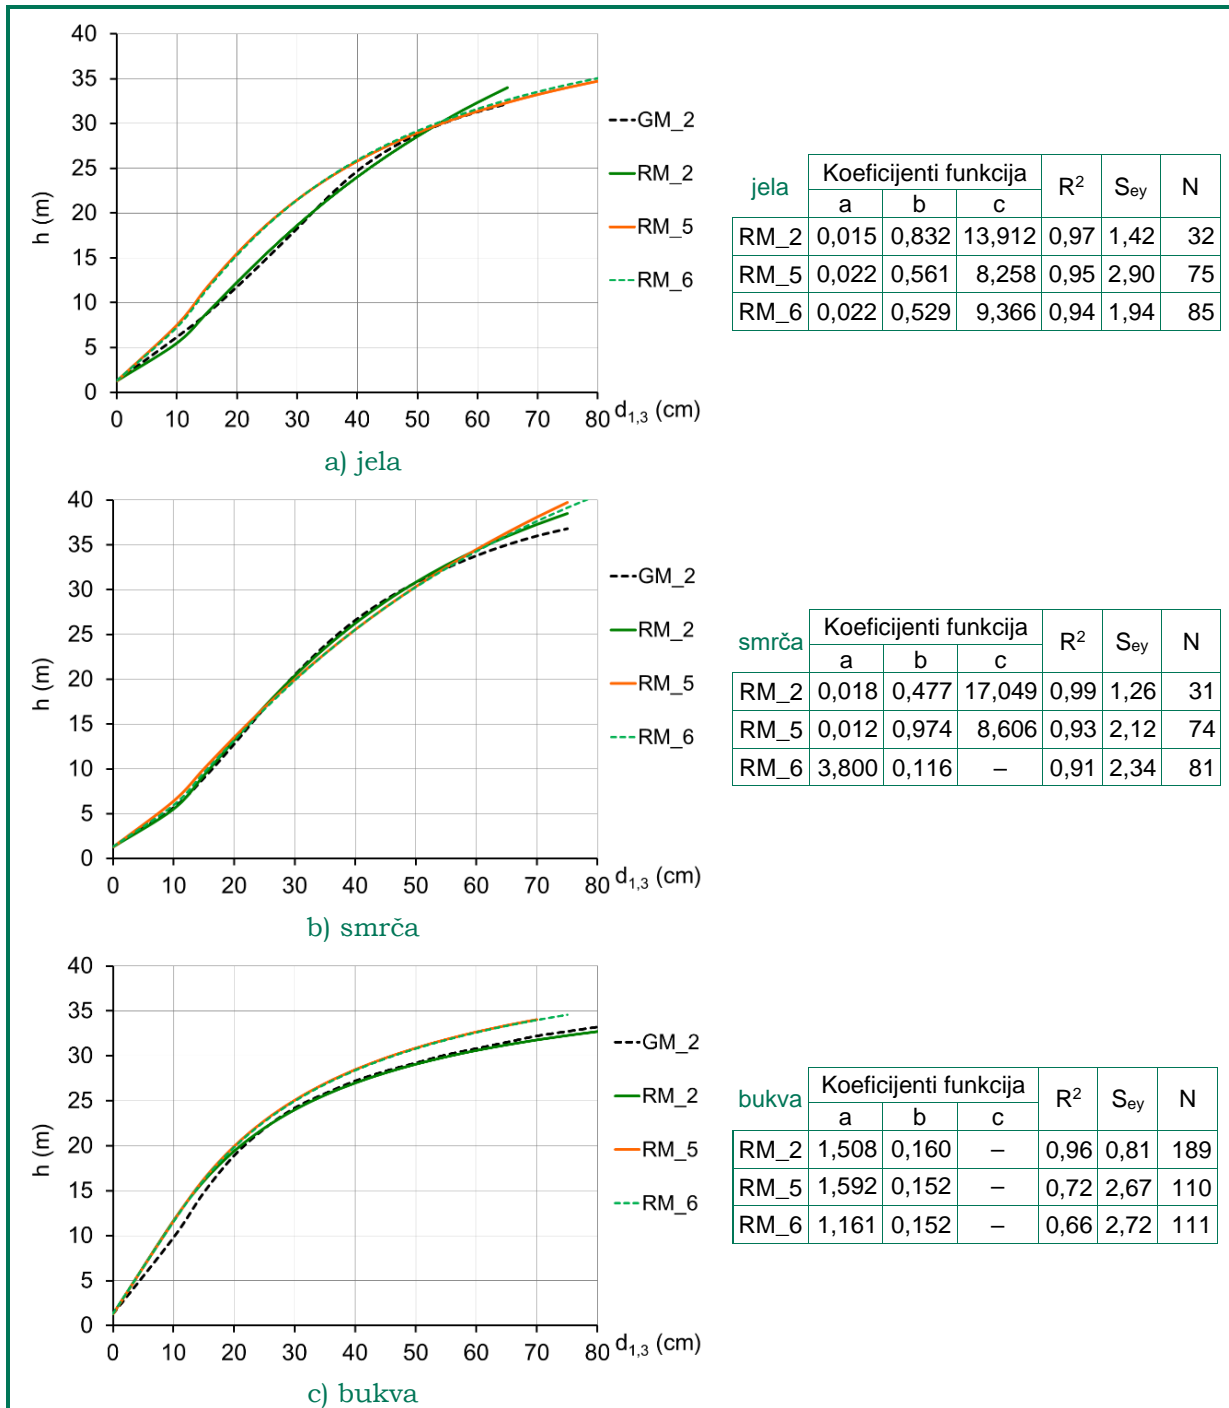 40
35
30
25
20
15
10
5
0
h (m)
0 10 20 30 40 50 60 70 80 d1,3 (cm)
GM_2
RM_2
RM_5
RM_6
a) jela
jela Koeficijenti funkcija R² Sey N
a b c
RM_2 0,015 0,832 13,912 0,97 1,42 32
RM_5 0,022 0,561 8,258 0,95 2,90 75
RM_6 0,022 0,529 9,366 0,94 1,94 85
40
35
30
25
20
15
10
5
0
h (m)
0 10 20 30 40 50 60 70 80 d1,3 (cm)
GM_2
RM_2
RM_5
RM_6
b) smrča
smrča Koeficijenti funkcija R² Sey N
a b c
RM_2 0,018 0,477 17,049 0,99 1,26 31
RM_5 0,012 0,974 8,606 0,93 2,12 74
RM_6 3,800 0,116 – 0,91 2,34 81
40
35
30
25
20
15
10
5
0
h (m)
0 10 20 30 40 50 60 70 80 d1,3 (cm)
GM_2
RM_2
RM_5
RM_6
c) bukva
bukva Koeficijenti funkcija R² Sey N
a b c
RM_2 1,508 0,160 – 0,96 0,81 189
RM_5 1,592 0,152 – 0,72 2,67 110
RM_6 1,161 0,152 – 0,66 2,72 111